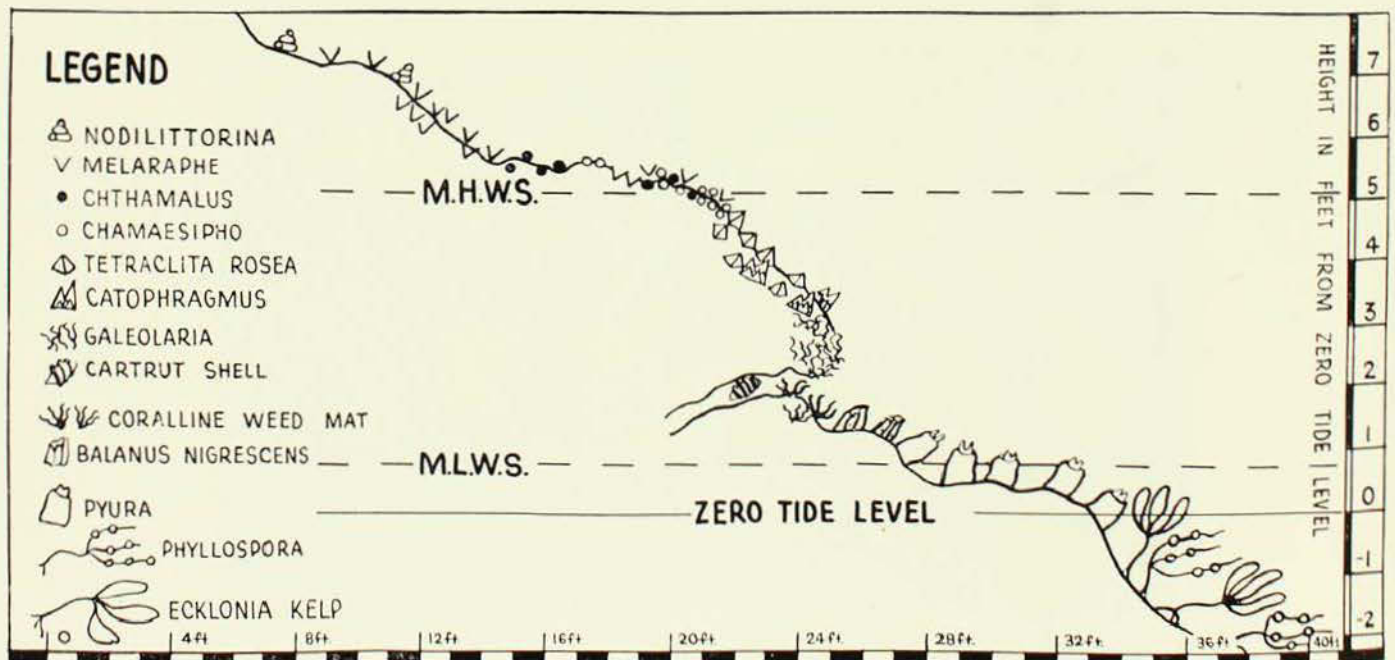 LEGEND
NODILITTORINA
MELARAPHE
CHTHAMALUS
CHAMAESIPHO
TETRACLITA ROSEA
CATOPHRAGMUS
GALEOLARIA
CARTRUT SHELL
CORALLINE WEED MAT
BALANUS NIGRESCENS
PYURA
PHYLLOSPORA
ECKLONIA KELP
M.H.W.S.
M.L.W.S.
ZERO TIDE LEVEL
HEIGHT IN FEET FROM ZERO TIDE LEVEL
7
6
5
4
3
2
1
0
-1
-2
0 4ft 8ft. 12ft 16ft 20ft 24ft 28ft 32ft 36ft 40ft